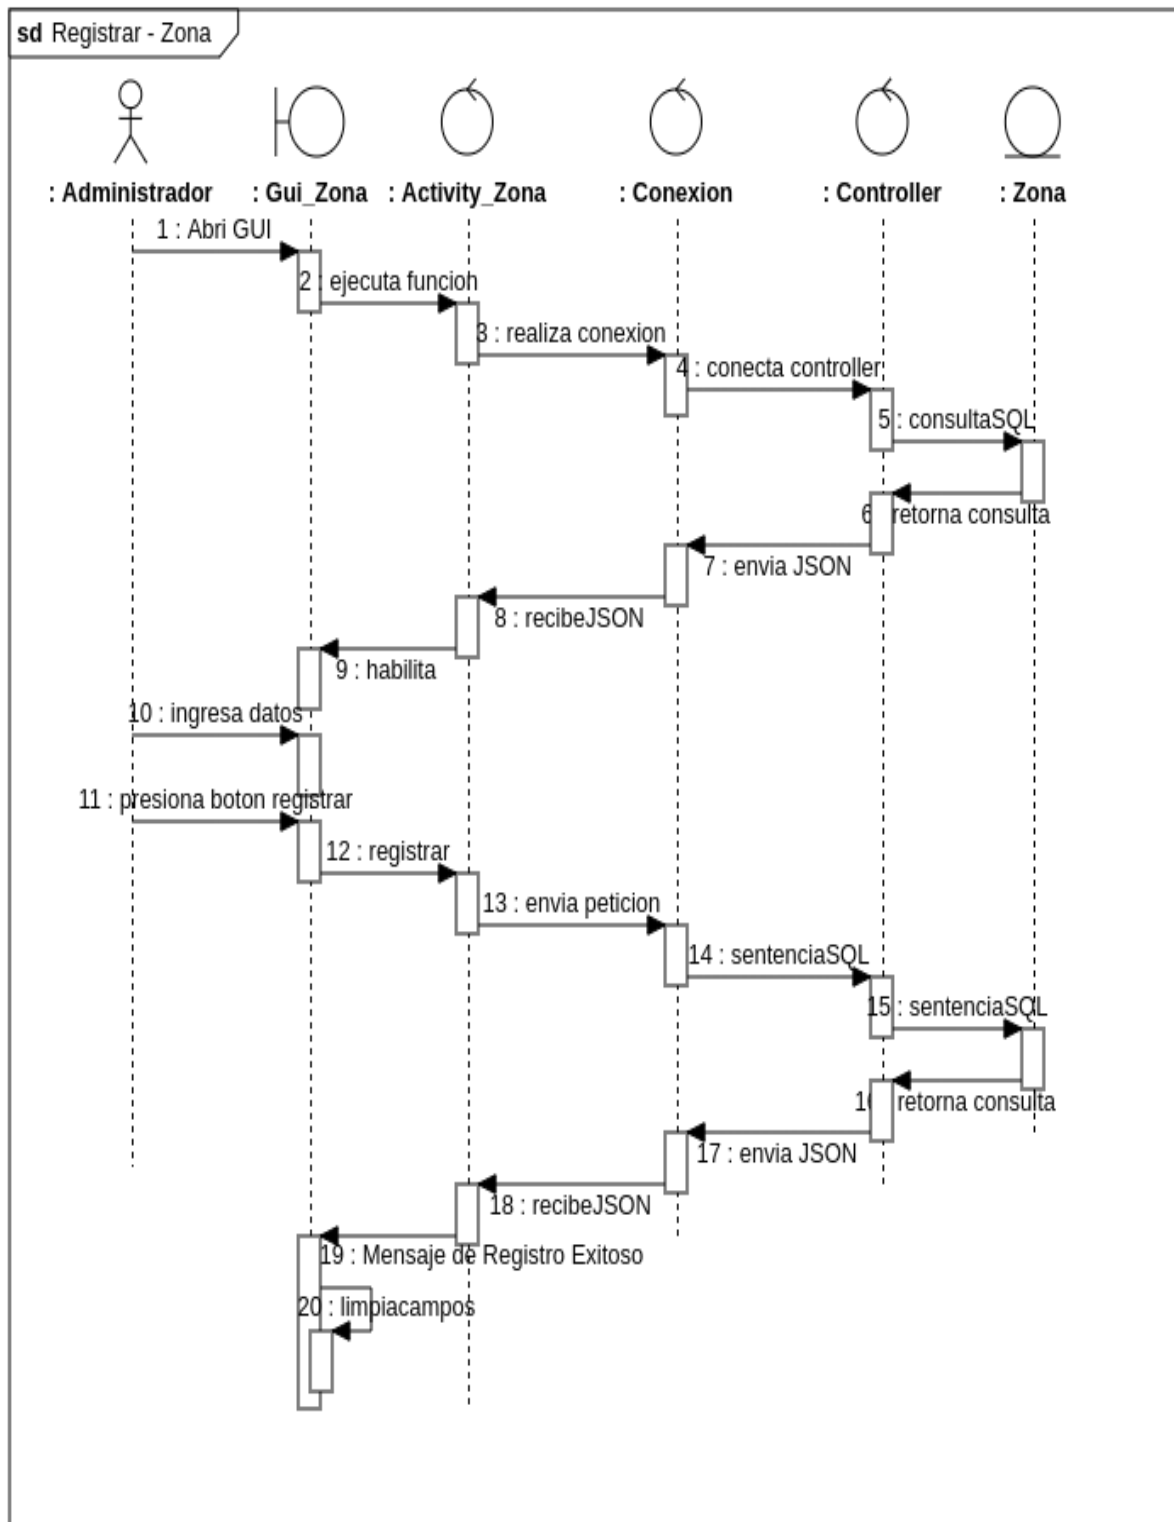 sd Registrar - Zona
: Administrador : Gui_Zona : Activity_Zona : Conexion : Controller : Zona
1 : Abri GUI
2 : ejecuta funcion
3 : realiza conexion
4 : conecta controller
5 : consultaSQL
6 retorna consulta
7 : envia JSON
8 : recibeJSON
9 : habilita
10 : ingresa datos
11 : presiona boton registrar
12 : registrar
13 : envia peticion
14 : sentenciaSQL
15 : sentenciaSQL
16 retorna consulta
17 : envia JSON
18 : recibeJSON
19 : Mensaje de Registro Exitoso
20 : limpiacampos